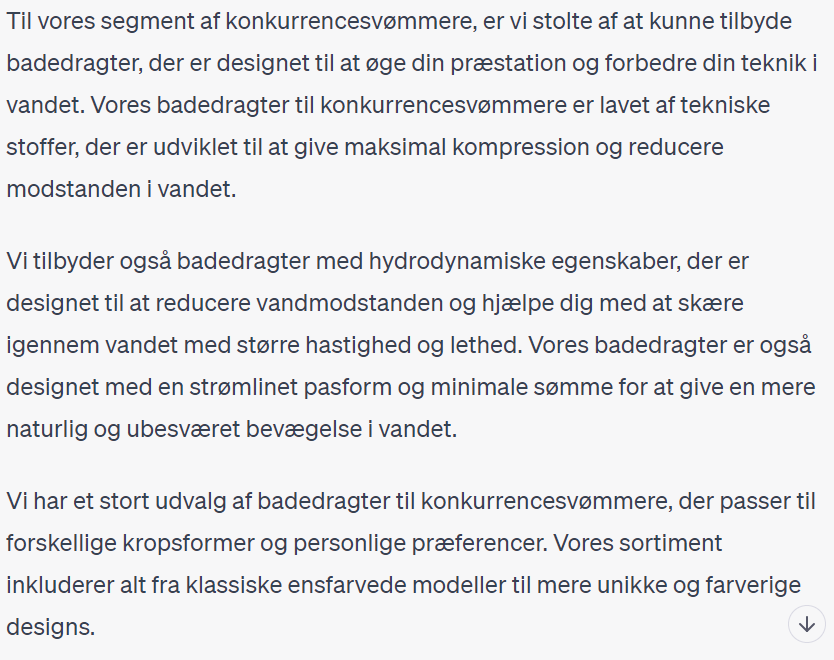 Til vores segment af konkurrencesvømmere, er vi stolte af at kunne tilbyde
badedragter, der er designet til at øge din præstation og forbedre din teknik i
vandet. Vores badedragter til konkurrencesvømmere er lavet af tekniske
stoffer, der er udviklet til at give maksimal kompression og reducere
modstanden i vandet.
Vi tilbyder også badedragter med hydrodynamiske egenskaber, der er
designet til at reducere vandmodstanden og hjælpe dig med at skære
igennem vandet med større hastighed og lethed. Vores badedragter er også
designet med en strømlinet pasform og minimale sømme for at give en mere
naturlig og ubesværet bevægelse i vandet.
Vi har et stort udvalg af badedragter til konkurrencesvømmere, der passer til
forskellige kropsformer og personlige præferencer. Vores sortiment
inkluderer alt fra klassiske ensfarvede modeller til mere unikke og farverige
designs.